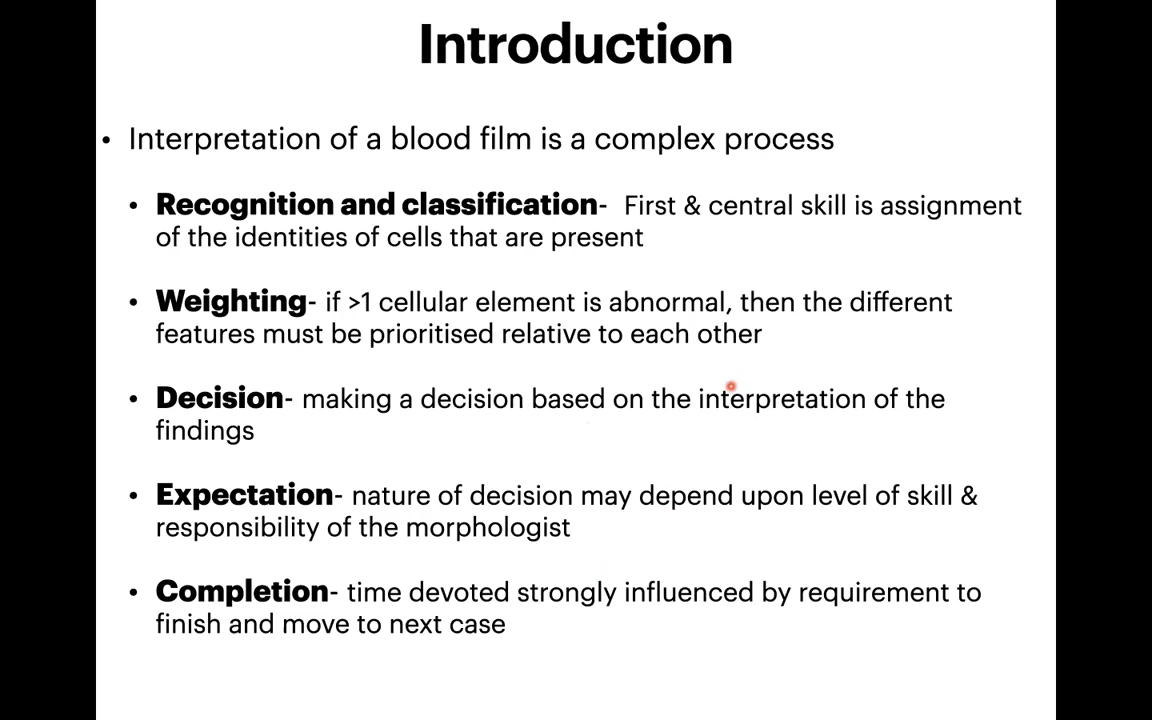 Introduction
• Interpretation of a blood film is a complex process
• Recognition and classification- First & central skill is assignment
of the identities of cells that are present
• Weighting- if >1 cellular element is abnormal, then the different
features must be prioritised relative to each other
• Decision- making a decision based on the interpretation of the
findings
• Expectation- nature of decision may depend upon level of skill &
responsibility of the morphologist
• Completion- time devoted strongly influenced by requirement to
finish and move to next case